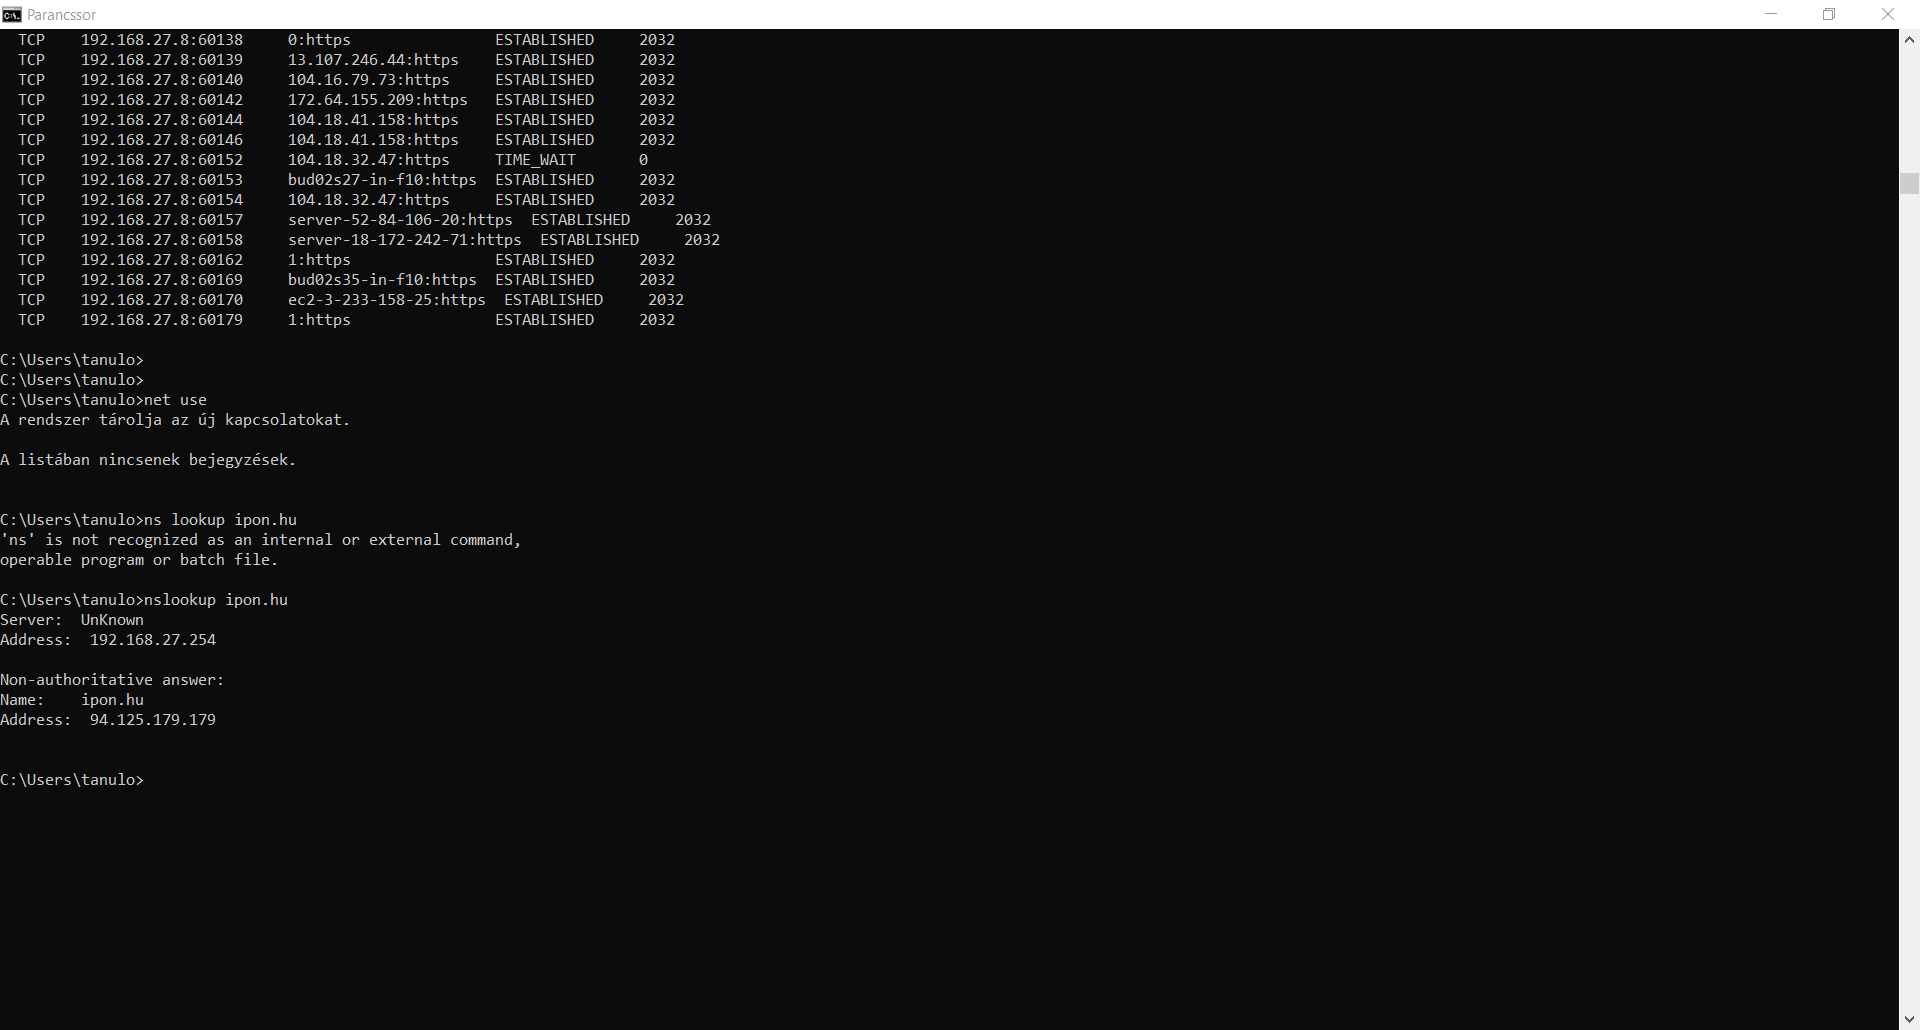 Parancssor
TCP    192.168.27.8:60138     0:https                ESTABLISHED     2032
TCP    192.168.27.8:60139     13.107.246.44:https    ESTABLISHED     2032
TCP    192.168.27.8:60140     104.16.79.73:https     ESTABLISHED     2032
TCP    192.168.27.8:60142     172.64.155.209:https   ESTABLISHED     2032
TCP    192.168.27.8:60144     104.18.41.158:https    ESTABLISHED     2032
TCP    192.168.27.8:60146     104.18.41.158:https    ESTABLISHED     2032
TCP    192.168.27.8:60152     104.18.32.47:https     TIME_WAIT       0
TCP    192.168.27.8:60153     bud02s27-in-f10:https  ESTABLISHED     2032
TCP    192.168.27.8:60154     104.18.32.47:https     ESTABLISHED     2032
TCP    192.168.27.8:60157     server-52-84-106-20:https  ESTABLISHED     2032
TCP    192.168.27.8:60158     server-18-172-242-71:https  ESTABLISHED     2032
TCP    192.168.27.8:60162     1:https                ESTABLISHED     2032
TCP    192.168.27.8:60169     bud02s35-in-f10:https  ESTABLISHED     2032
TCP    192.168.27.8:60170     ec2-3-233-158-25:https  ESTABLISHED     2032
TCP    192.168.27.8:60179     1:https                ESTABLISHED     2032
C:\Users\tanulo>
C:\Users\tanulo>
C:\Users\tanulo>net use
A rendszer tárolja az új kapcsolatokat.
A listában nincsenek bejegyzések.
C:\Users\tanulo>ns lookup ipon.hu
'ns' is not recognized as an internal or external command,
operable program or batch file.
C:\Users\tanulo>nslookup ipon.hu
Server:  UnKnown
Address:  192.168.27.254
Non-authoritative answer:
Name:    ipon.hu
Address:  94.125.179.179
C:\Users\tanulo>